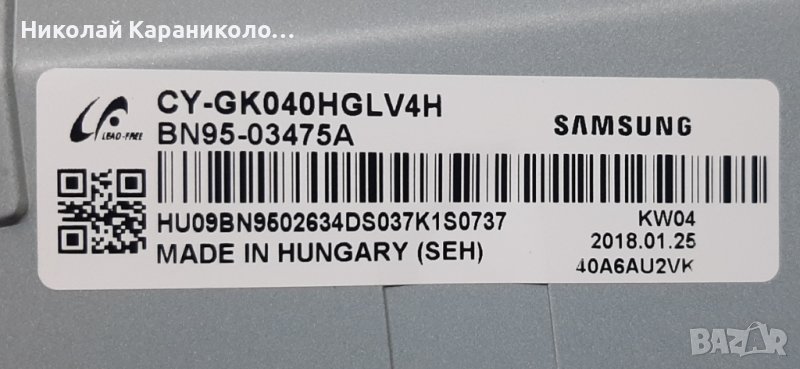 Николай Караниколо…
CY-GK040HGLV4H
BN95-03475A
LEAD-FREE
SAMSUNG
HU09BN9502634DS037K1S0737
KW04
MADE IN HUNGARY (SEH)
2018.01.25
40A6AU2VK
BAZAR